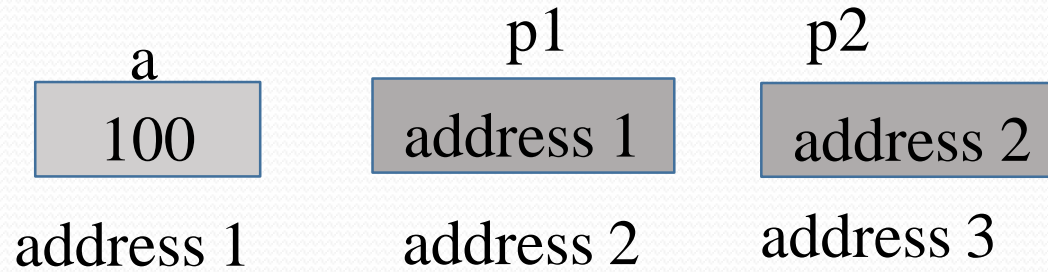 a p1 p2
100 address 1 address 2
address 1 address 2 address 3